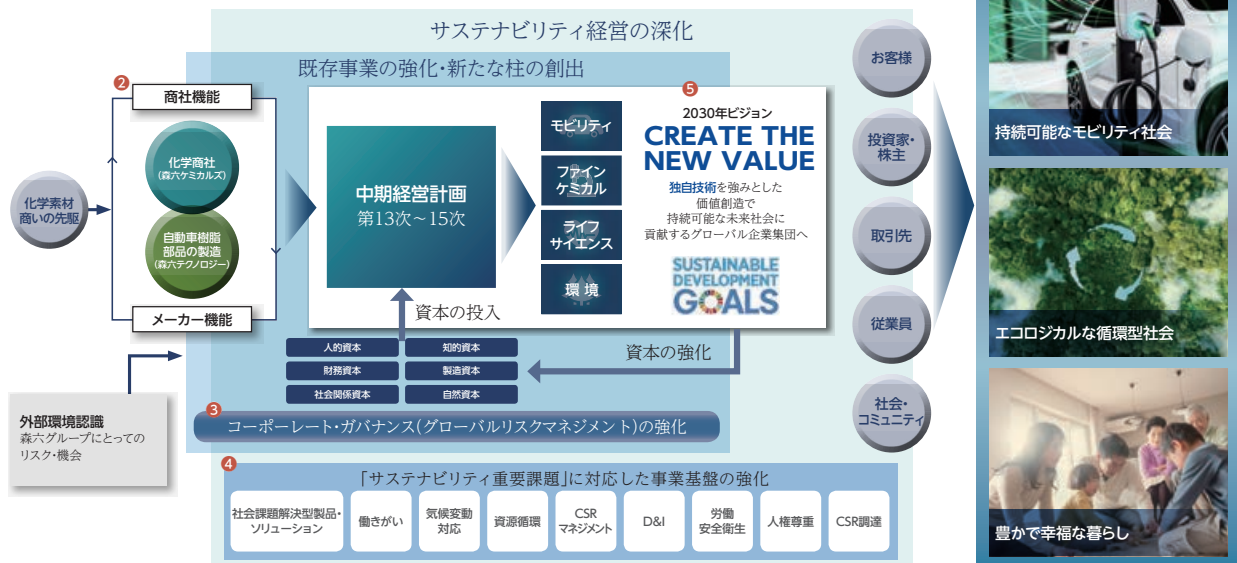 サステナビリティ経営の深化
既存事業の強化・新たな柱の創出
2
商社機能
化学商社
(森六ケミカルズ)
自動車樹脂
部品の製造
(森六テクノロジー)
メーカー機能
化学素材
商いの先駆
外部環境認識
森六グループにとっての
リスク・機会
中期経営計画
第13次~15次
モビリティ
ファイン
ケミカル
ライフ
サイエンス
環境
5
2030年ビジョン
CREATE THE
NEW VALUE
独自技術を強みとした
価値創造で
持続可能な未来社会に
貢献するグローバル企業集団へ
SUSTAINABLE
DEVELOPMENT
GOALS
資本の投入
資本の強化
人的資本
知的資本
財務資本
製造資本
社会関係資本
自然資本
3
コーポレート・ガバナンス(グローバルリスクマネジメント)の強化
4
「サステナビリティ重要課題」に対応した事業基盤の強化
社会課題解決型製品・
ソリューション
働きがい
気候変動
対応
資源循環
CSR
マネジメント
D&I
労働
安全衛生
人権尊重
CSR調達
お客様
投資家・
株主
取引先
従業員
社会・
コミュニティ
持続可能なモビリティ社会
エコロジカルな循環型社会
豊かで幸福な暮らし